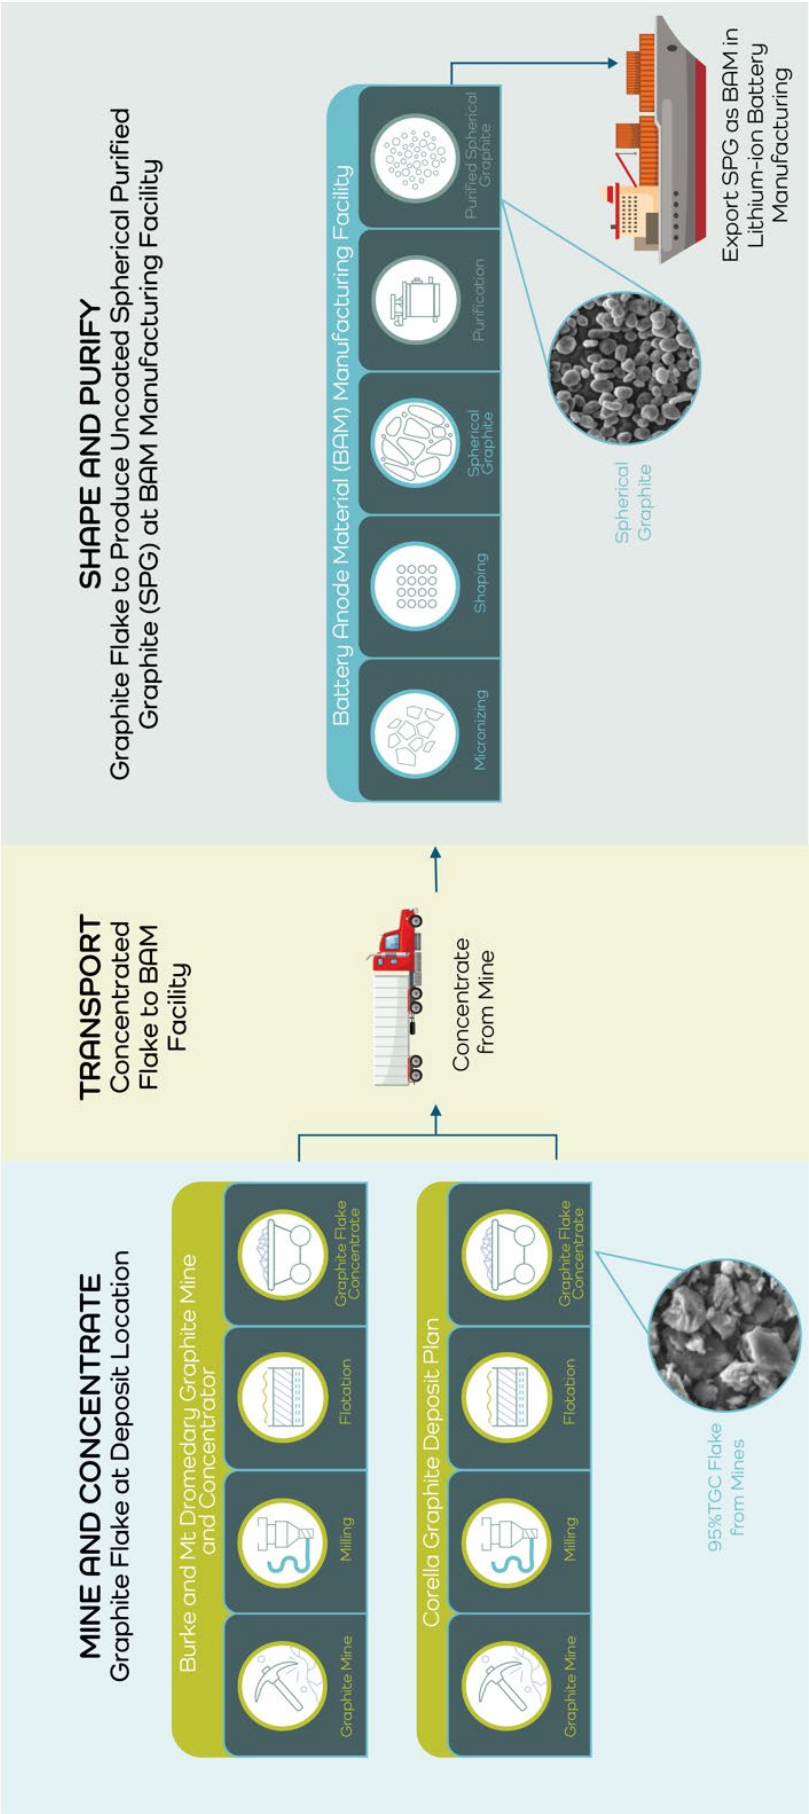 MINE AND CONCENTRATE
Graphite Flake at Deposit Location
Burke and Mt Dromedary Graphite Mine
and Concentrator
Graphite Mine
Milling
Flotation
Graphite Flake
Concentrate
Corella Graphite Deposit Plan
Graphite Mine
Milling
Flotation
Graphite Flake
Concentrate
95%TGC Flake
from Mines
TRANSPORT
Concentrated
Flake to BAM
Facility
Concentrate
from Mine
SHAPE AND PURIFY
Graphite Flake to Produce Uncoated Spherical Purified
Graphite (SPG) at BAM Manufacturing Facility
Battery Anode Material (BAM) Manufacturing Facility
Micronizing
Shaping
Spherical
Graphite
Purification
Purified Spherical
Graphite
Spherical
Graphite
Export SPG as BAM in
Lithium-ion Battery
Manufacturing